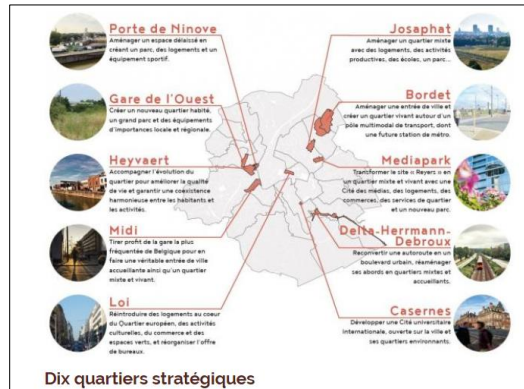 Porte de Ninove
Aménager un espace délaissé en
créant un parc, des logements et un
équipement sportif.
Gare de l'Ouest
Créer un nouveau quartier habité,
un grand parc et des équipements
d'importances locale et régionale.
Heyvaert
Accompagner l'évolution du
quartier pour améliorer la qualité
de vie et garantir une coexistence
harmonieuse entre les habitants et
les activités.
Midi
Tirer profit de la gare la plus
fréquentée de Belgique pour en
faire une véritable entrée de ville
accueillante ainsi qu'un quartier
mixte et vivant.
Loi
Réintroduire des logements au coeur
du Quartier européen, des activités
culturelles, du commerce et des
espaces verts, et réorganiser l'offre
de bureaux.
Josaphat
Aménager un quartier mixte
avec des logements, des activités
productives, des écoles, un parc...
Bordet
Aménager une entrée de ville et
créer un quartier vivant autour d'un
pôle multimodal de transport, dont
une future station de métro.
Mediapark
Transformer le site « Reyers » en
un quartier mixte et vivant avec une
Cité des médias, des logements, des
commerces, des services de quartier
et un nouveau parc.
Delta-Herrmann-
Debroux
Reconvertir une autoroute en un
boulevard urbain, réaménager
ses abords en quartiers mixtes et
accueillants.
Casernes
Développer une Cité universitaire
internationale, ouverte sur la ville et
ses quartiers environnants.
Dix quartiers stratégiques